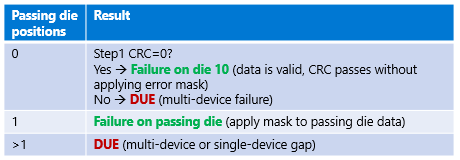 Passing die positions Result
0 Step1 CRC=0?
Yes → Failure on die 10 (data is valid, CRC passes without
applying error mask)
No → DUE (multi-device failure)
1 Failure on passing die (apply mask to passing die data)
>1 DUE (multi-device or single-device gap)